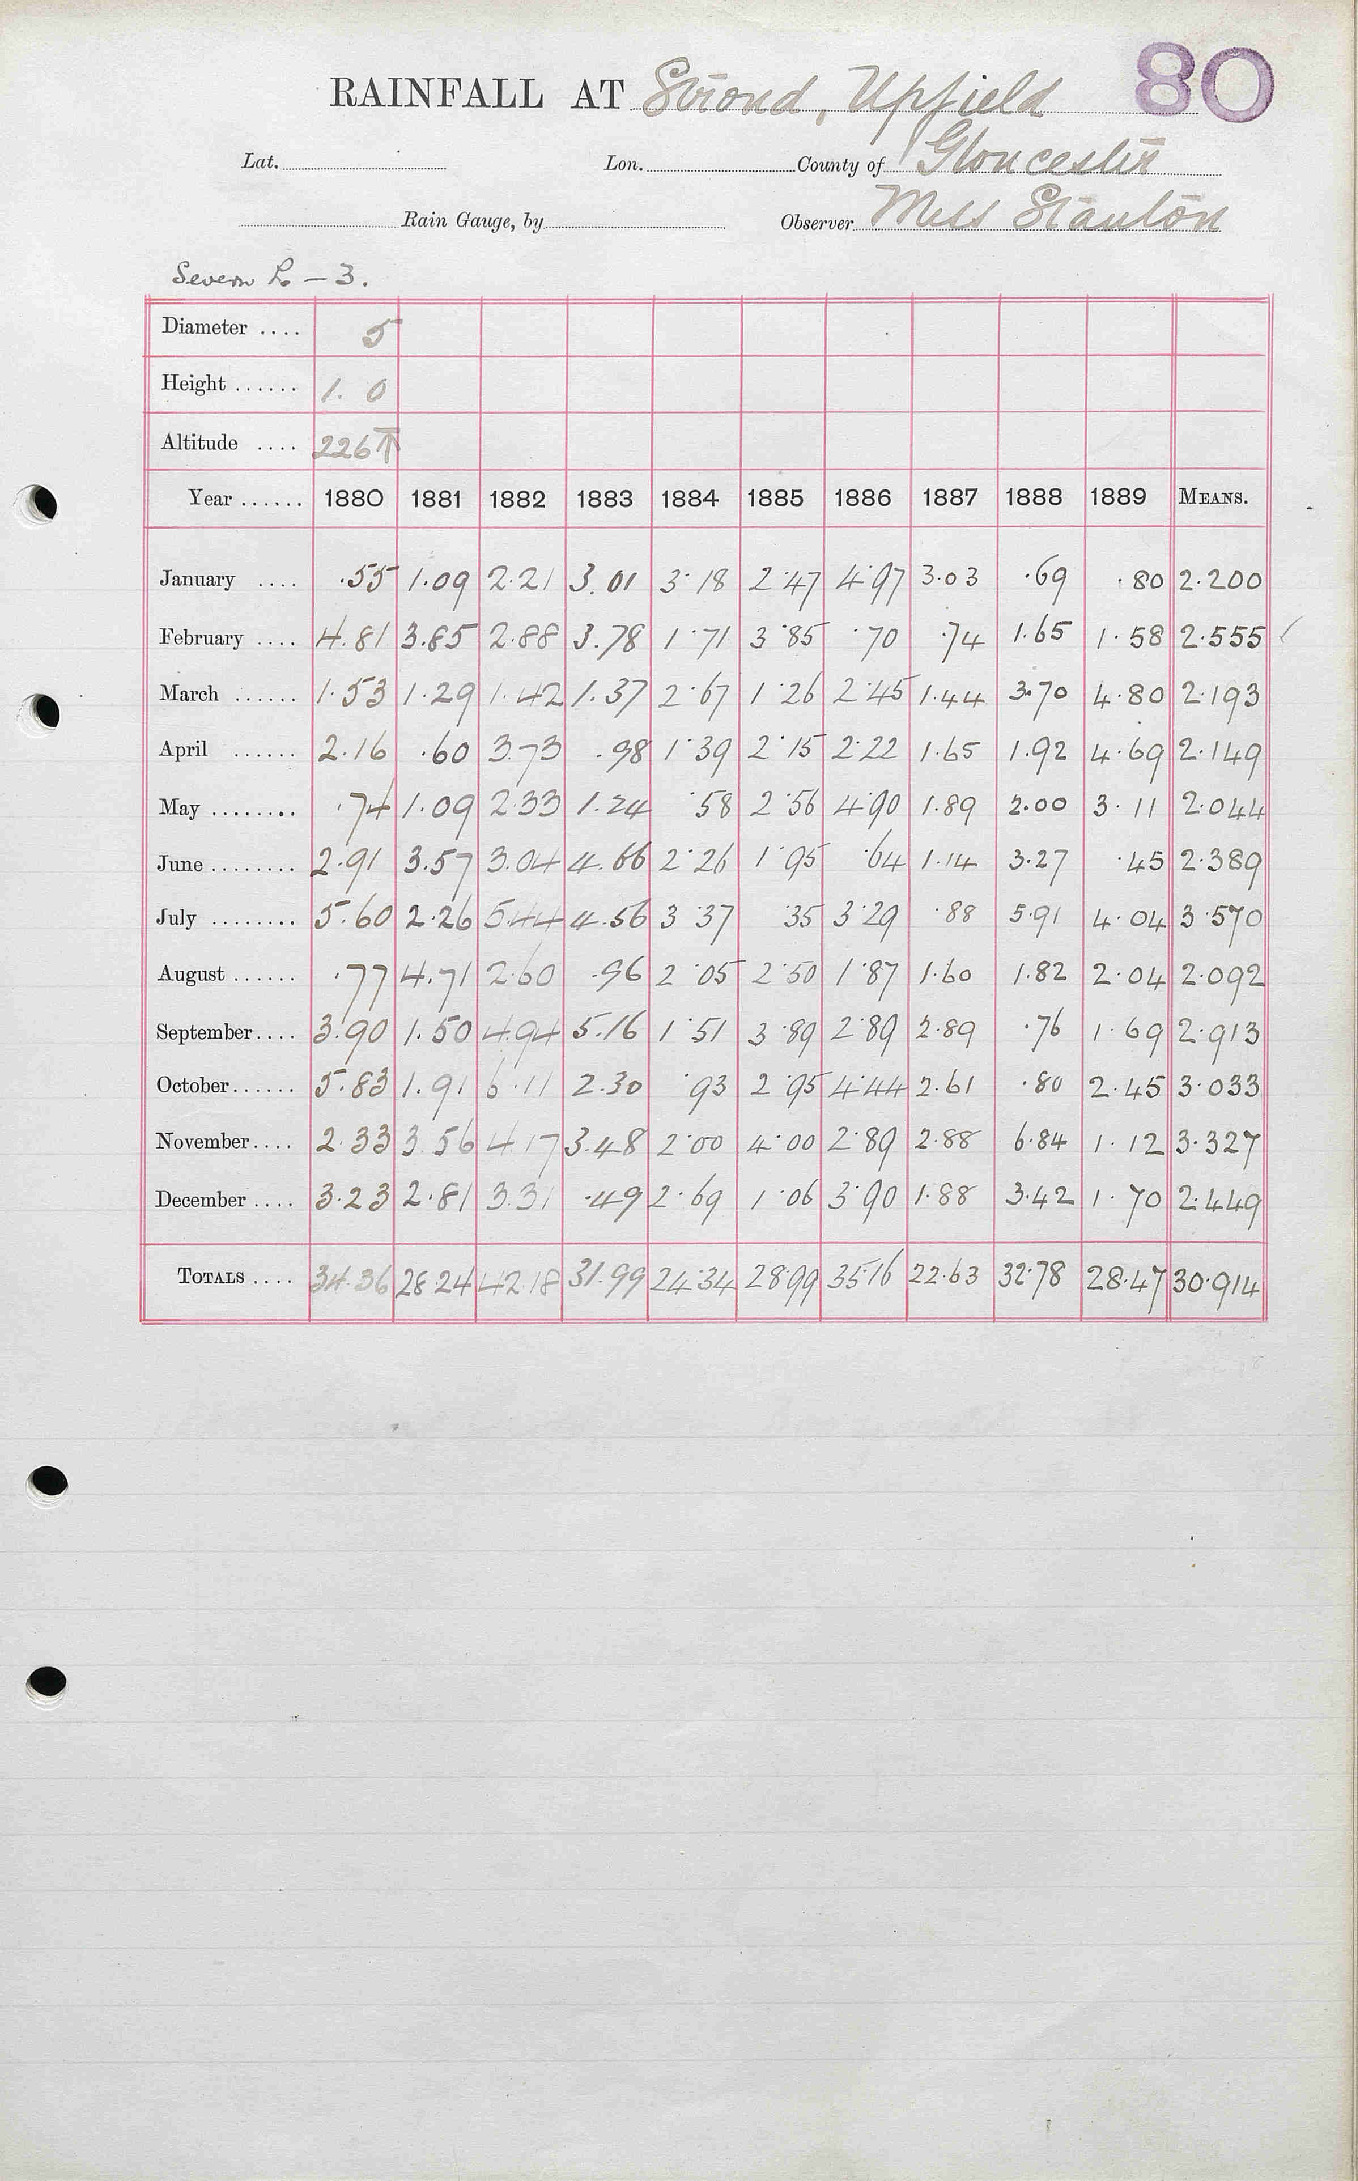 80
RAINFALL AT Stroud, Upfield
Lat. Lon. County of Gloucester
Rain Gauge, by Observer Miss Stanton
Severn L - 3.
Diameter .... 5
Height ...... 1. 0
Altitude .... 226
Year ...... 1880 1881 1882 1883 1884 1885 1886 1887 1888 1889 MEANS.
January .... .55 1.09 2.21 3.01 3.18 2.47 4.97 3.03 .69 .80 2.200
February .... 4.81 3.85 2.88 3.78 1.71 3.85 .70 .74 1.65 1.58 2.555
March ...... 1.53 1.29 1.42 1.37 2.67 1.26 2.45 1.44 3.70 4.80 2.193
April ...... 2.16 .60 3.73 .98 1.39 2.15 2.22 1.65 1.92 4.69 2.149
May ........ .74 1.09 2.33 1.24 .58 2.56 4.90 1.89 2.00 3.11 2.044
June ........ 2.91 3.57 3.04 4.66 2.26 1.95 .64 1.14 3.27 .45 2.389
July ........ 5.60 2.26 5.44 4.56 3.37 .35 3.29 .88 5.91 4.04 3.570
August ...... .77 4.71 2.60 .96 2.05 2.50 1.87 1.60 1.82 2.04 2.092
September .... 3.90 1.50 4.94 5.16 1.51 3.89 2.89 2.89 .76 1.69 2.913
October ...... 5.83 1.91 6.11 2.30 .93 2.95 4.44 2.61 .80 2.45 3.033
November .... 2.33 3.56 4.17 3.48 2.00 4.00 2.89 2.88 6.84 1.12 3.327
December .... 3.23 2.81 3.31 .49 2.69 1.06 3.90 1.88 3.42 1.70 2.449
TOTALS .... 34.36 28.24 42.18 31.99 24.34 28.99 35.16 22.63 32.78 28.47 30.914